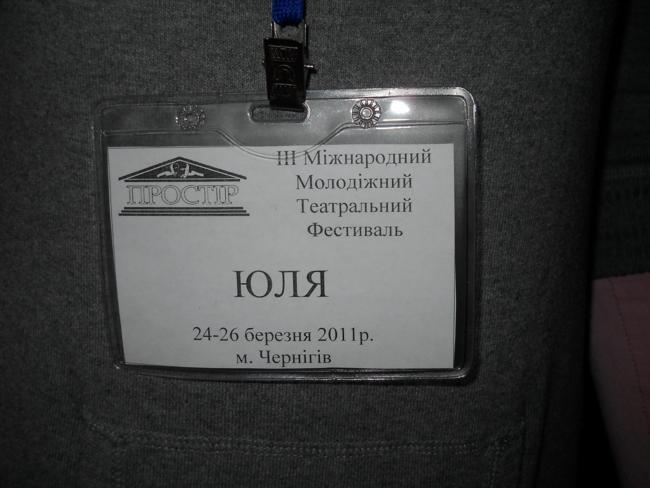 ПРОСТІР
III Міжнародний
Молодіжний
Театральний
Фестиваль
ЮЛЯ
24-26 березня 2011р.
м. Чернігів